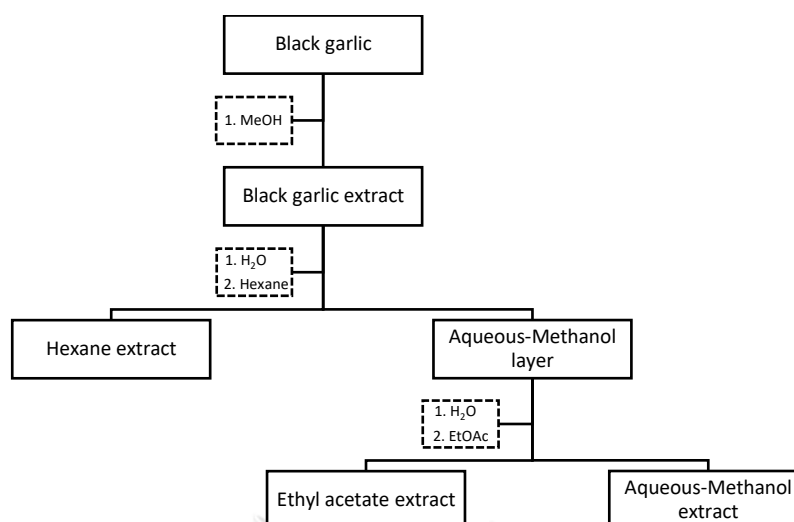 Black garlic
1. MeOH
Black garlic extract
1. H₂O
2. Hexane
Hexane extract
Aqueous-Methanol
layer
1. H₂O
2. EtOAc
Ethyl acetate extract
Aqueous-Methanol
extract